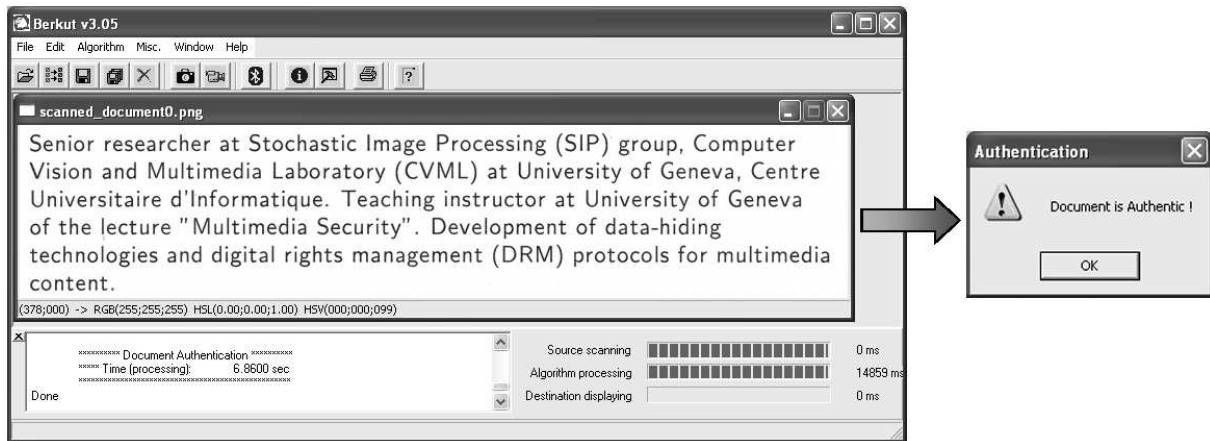 Berkut v3.05
File Edit Algorithm Misc. Window Help
scanned_document0.png
Senior researcher at Stochastic Image Processing (SIP) group, Computer
Vision and Multimedia Laboratory (CVML) at University of Geneva, Centre
Universitaire d'Informatique. Teaching instructor at University of Geneva
of the lecture "Multimedia Security". Development of data-hiding
technologies and digital rights management (DRM) protocols for multimedia
content.
(378;000) -> RGB(255;255;255) HSL(0.00;0.00;1.00) HSV(000;000;099)
Authentication
Document is Authentic !
OK
********** Document Authentication **********
***** Time (processing): 6.8600 sec
Done
Source scanning 0 ms
Algorithm processing 14859 ms
Destination displaying 0 ms